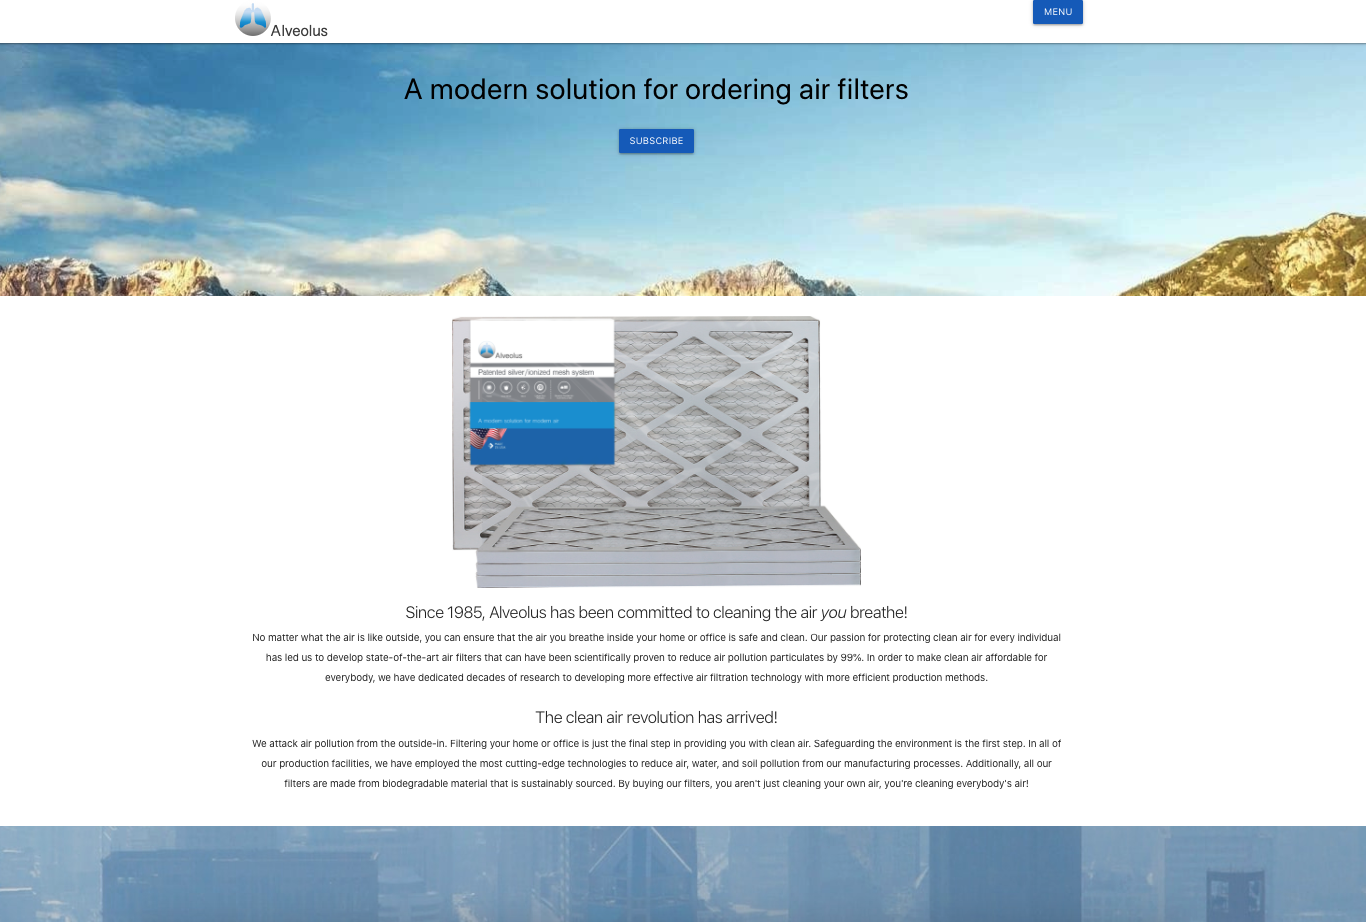 Alveolus
MENU
A modern solution for ordering air filters
SUBSCRIBE
Alveolus
Patented silver/ionized mesh system
A modern solution for modern air
Since 1985, Alveolus has been committed to cleaning the air you breathe!
No matter what the air is like outside, you can ensure that the air you breathe inside your home or office is safe and clean. Our passion for protecting clean air for every individual
has led us to develop state-of-the-art air filters that can have been scientifically proven to reduce air pollution particulates by 99%. In order to make clean air affordable for
everybody, we have dedicated decades of research to developing more effective air filtration technology with more efficient production methods.
The clean air revolution has arrived!
We attack air pollution from the outside-in. Filtering your home or office is just the final step in providing you with clean air. Safeguarding the environment is the first step. In all of
our production facilities, we have employed the most cutting-edge technologies to reduce air, water, and soil pollution from our manufacturing processes. Additionally, all our
filters are made from biodegradable material that is sustainably sourced. By buying our filters, you aren't just cleaning your own air, you're cleaning everybody's air!